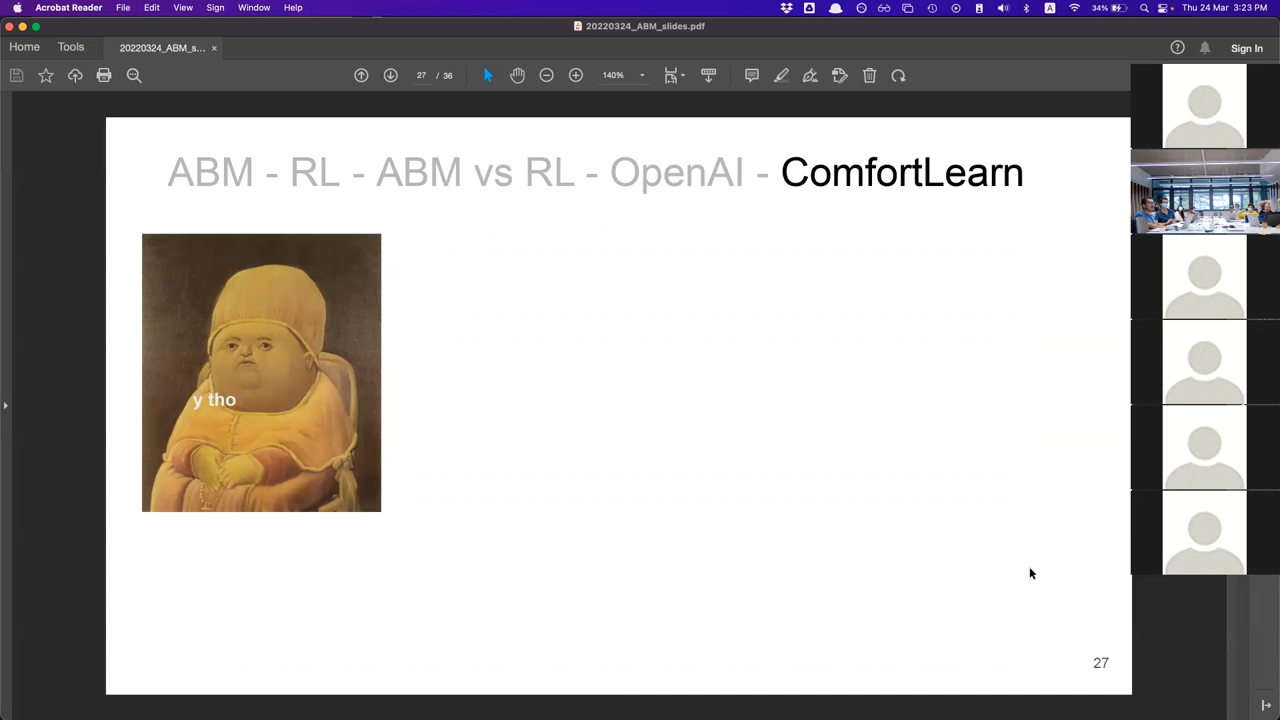 Acrobat Reader File Edit View Sign Window Help 34% Thu 24 Mar 3:23 PM
20220324_ABM_slides.pdf
Home Tools 20220324_ABM_s... × Sign In
27 / 36 140%
ABM - RL - ABM vs RL - OpenAI - ComfortLearn
y tho
27